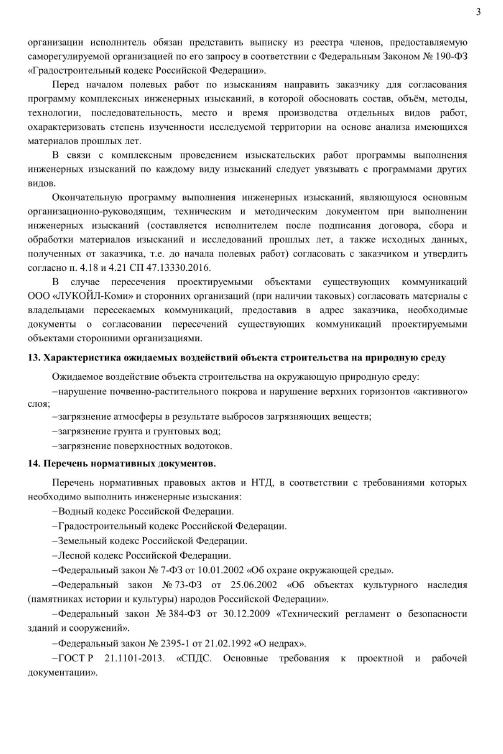 3
организации исполнитель обязан представить выписку из реестра членов, предоставляемую
саморегулируемой организацией по его запросу в соответствии с Федеральным Законом № 190-ФЗ
«Градостроительный кодекс Российской Федерации».
Перед началом полевых работ по изысканиям направить заказчику для согласования
программу комплексных инженерных изысканий, в которой обосновать состав, объём, методы,
технологии, последовательность, место и время производства отдельных видов работ,
охарактеризовать степень изученности исследуемой территории на основе анализа имеющихся
материалов прошлых лет.
В связи с комплексным проведением изыскательских работ программы выполнения
инженерных изысканий по каждому виду изысканий следует увязывать с программами других
видов.
Окончательную программу выполнения инженерных изысканий, являющуюся основным
организационно-руководящим, техническим и методическим документом при выполнении
инженерных изысканий (составляется исполнителем после подписания договора, сбора и
обработки материалов изысканий и исследований прошлых лет, а также исходных данных,
полученных от заказчика, т.е. до начала полевых работ) согласовать с заказчиком и утвердить
согласно п. 4.18 и 4.21 СП 47.13330.2016.
В случае пересечения проектируемыми объектами существующих коммуникаций
ООО «ЛУКОЙЛ-Коми» и сторонних организаций (при наличии таковых) согласовать материалы с
владельцами пересекаемых коммуникаций, предоставив в адрес заказчика, необходимые
документы о согласовании пересечений существующих коммуникаций проектируемыми
объектами сторонними организациями.
13. Характеристика ожидаемых воздействий объекта строительства на природную среду
Ожидаемое воздействие объекта строительства на окружающую природную среду:
–нарушение почвенно-растительного покрова и нарушение верхних горизонтов «активного»
слоя;
–загрязнение атмосферы в результате выбросов загрязняющих веществ;
–загрязнение грунта и грунтовых вод;
–загрязнение поверхностных водотоков.
14. Перечень нормативных документов.
Перечень нормативных правовых актов и НТД, в соответствии с требованиями которых
необходимо выполнить инженерные изыскания:
–Водный кодекс Российской Федерации.
–Градостроительный кодекс Российской Федерации.
–Земельный кодекс Российской Федерации.
–Лесной кодекс Российской Федерации.
–Федеральный закон № 7-ФЗ от 10.01.2002 «Об охране окружающей среды».
–Федеральный закон № 73-ФЗ от 25.06.2002 «Об объектах культурного наследия
(памятниках истории и культуры) народов Российской Федерации».
–Федеральный закон № 384-ФЗ от 30.12.2009 «Технический регламент о безопасности
зданий и сооружений».
–Федеральный закон № 2395-1 от 21.02.1992 «О недрах».
–ГОСТ Р 21.1101-2013. «СПДС. Основные требования к проектной и рабочей
документации».